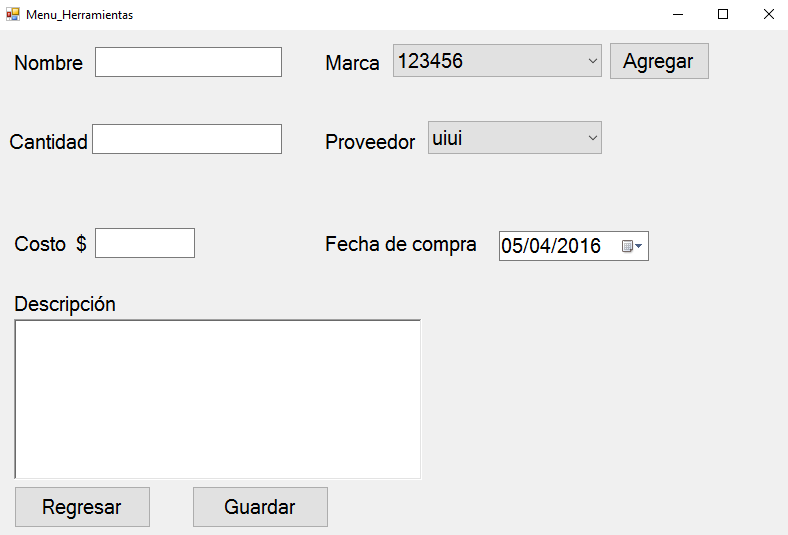 Menu_Herramientas
Nombre
Marca 123456 Agregar
Cantidad
Proveedor uiui
Costo $
Fecha de compra 05/04/2016
Descripción
Regresar Guardar